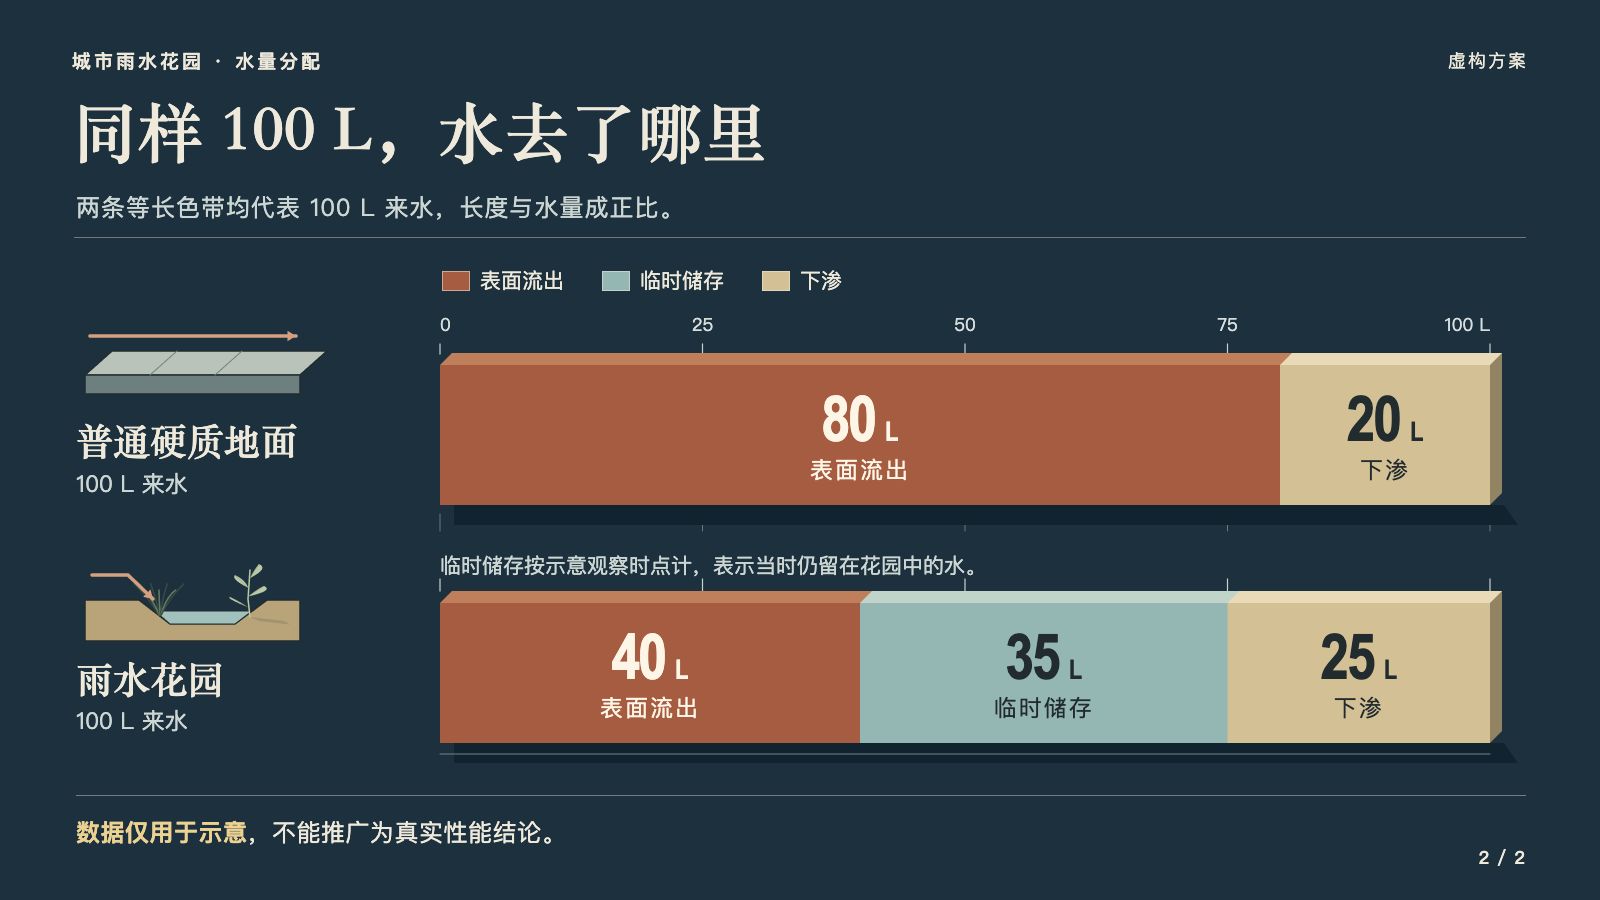 城市雨水花园 · 水量分配
虚构方案
同样 100 L，水去了哪里
两条等长色带均代表 100 L 来水，长度与水量成正比。
表面流出 临时储存 下渗
0 25 50 75 100 L
80 L
表面流出
20 L
下渗
普通硬质地面
100 L 来水
临时储存按示意观察时点计，表示当时仍留在花园中的水。
40 L
表面流出
35 L
临时储存
25 L
下渗
雨水花园
100 L 来水
数据仅用于示意，不能推广为真实性能结论。
2 / 2